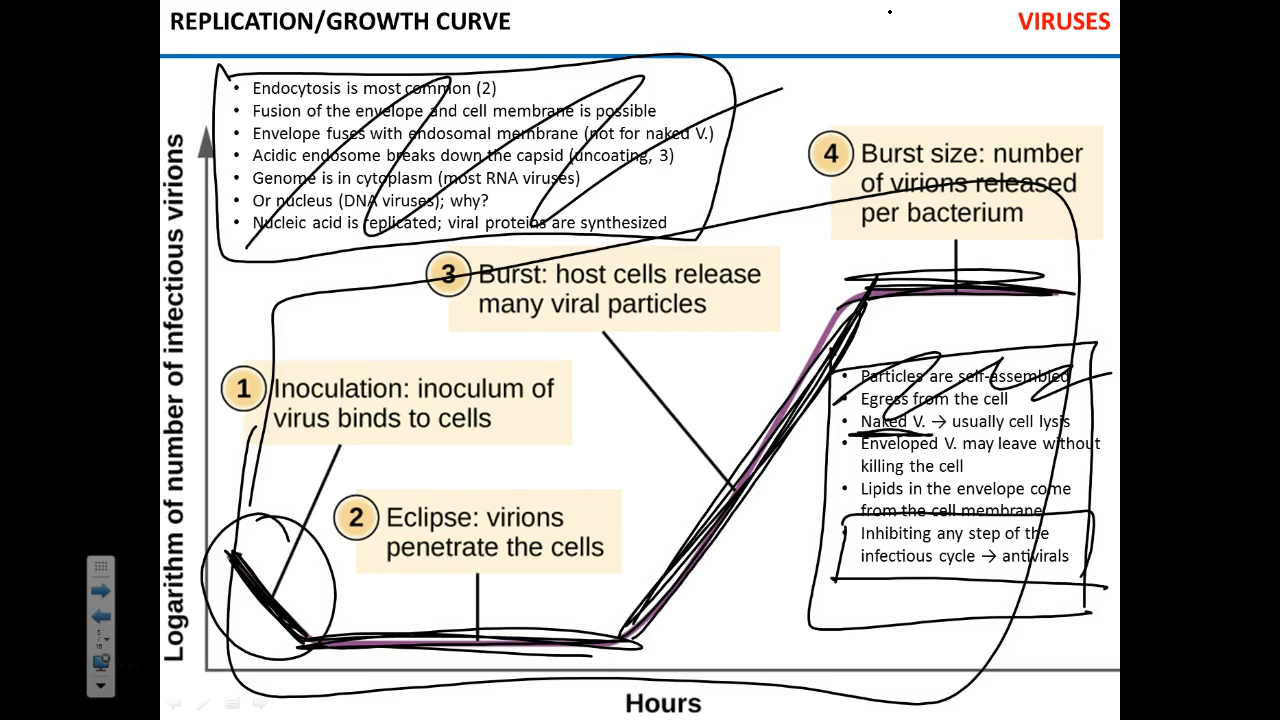 REPLICATION/GROWTH CURVE
VIRUSES
• Endocytosis is most common (2)
• Fusion of the envelope and cell membrane is possible
• Envelope fuses with endosomal membrane (not for naked V.)
• Acidic endosome breaks down the capsid (uncoating, 3)
• Genome is in cytoplasm (most RNA viruses)
• Or nucleus (DNA viruses); why?
• Nucleic acid is replicated; viral proteins are synthesized
Logarithm of number of infectious virions
4 Burst size: number
of virions released
per bacterium
3 Burst: host cells release
many viral particles
1 Inoculation: inoculum of
virus binds to cells
2 Eclipse: virions
penetrate the cells
• Particles are self-assembled
• Egress from the cell
• Naked V. → usually cell lysis
• Enveloped V. may leave without
killing the cell
• Lipids in the envelope come
from the cell membrane
• Inhibiting any step of the
infectious cycle → antivirals
Hours